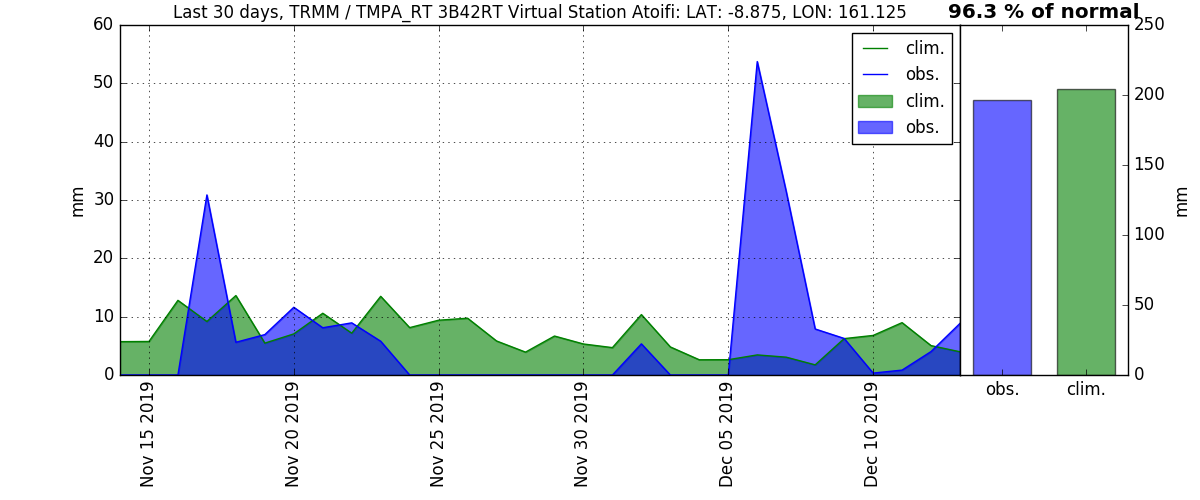 Last 30 days, TRMM / TMPA_RT 3B42RT Virtual Station Atoifi: LAT: -8.875, LON: 161.125
96.3 % of normal
60
50
40
30
20
10
0
mm
clim.
obs.
clim.
obs.
250
200
150
100
50
0
mm
Nov 15 2019
Nov 20 2019
Nov 25 2019
Nov 30 2019
Dec 05 2019
Dec 10 2019
obs.
clim.